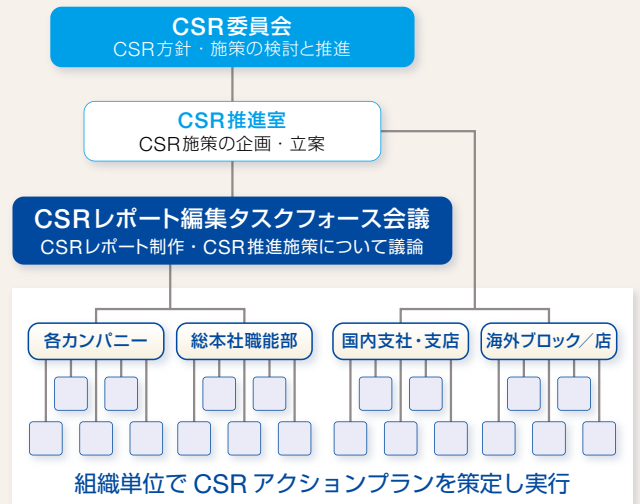 CSR委員会
CSR方針・施策の検討と推進
CSR推進室
CSR施策の企画・立案
CSRレポート編集タスクフォース会議
CSRレポート制作・CSR推進施策について議論
各カンパニー
総本社職能部
国内支社・支店
海外ブロック／店
組織単位で CSR アクションプランを策定し実行